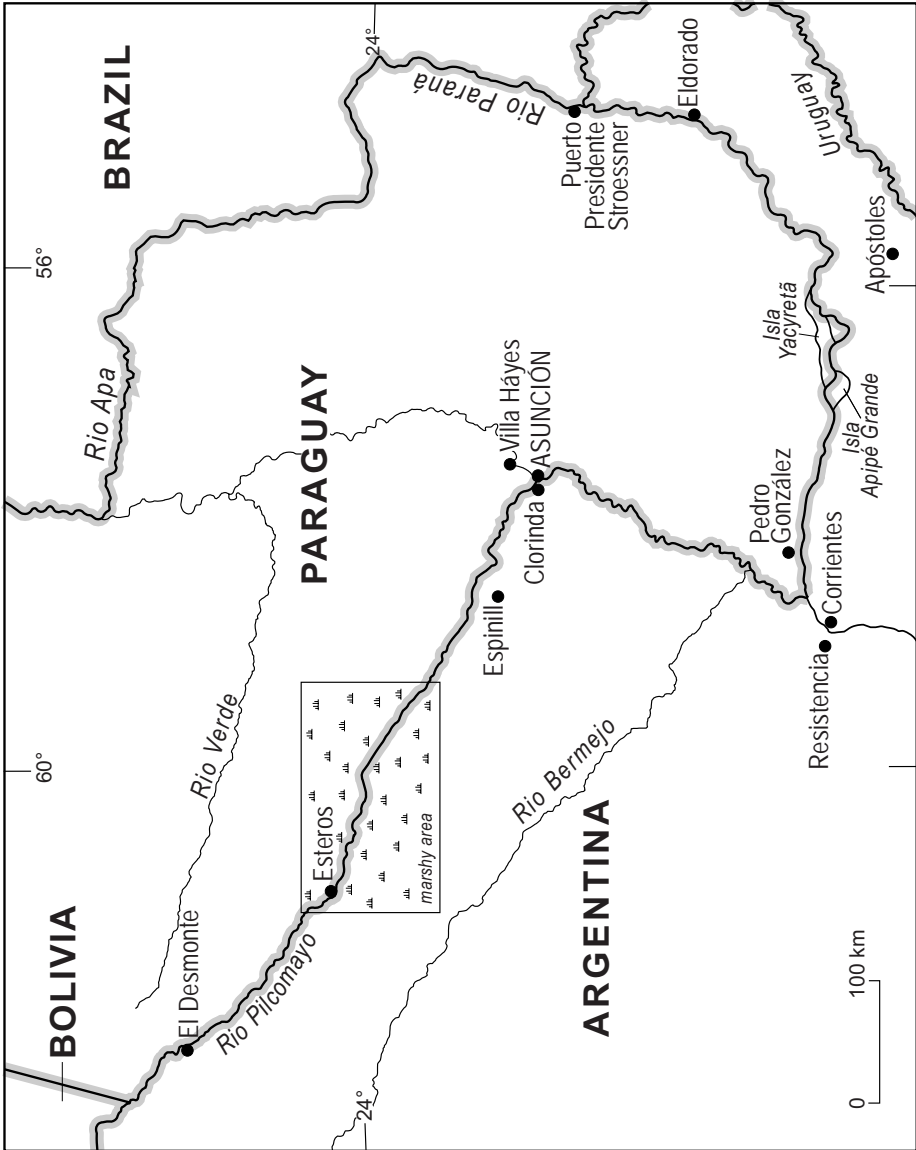 BOLIVIA
BRAZIL
PARAGUAY
ARGENTINA
60°
56°
24°
24°
Rio Apa
Rio Verde
Rio Paraná
Rio Pilcomayo
Rio Bermejo
Uruguay
El Desmonte
Esteros
marshy area
Espinill
Clorinda
Villa Háyes
ASUNCIÓN
Puerto
Presidente
Stroessner
Eldorado
Apóstoles
Isla
Yacyretã
Isla
Apipé Grande
Pedro
González
Corrientes
Resistencia
0
100 km